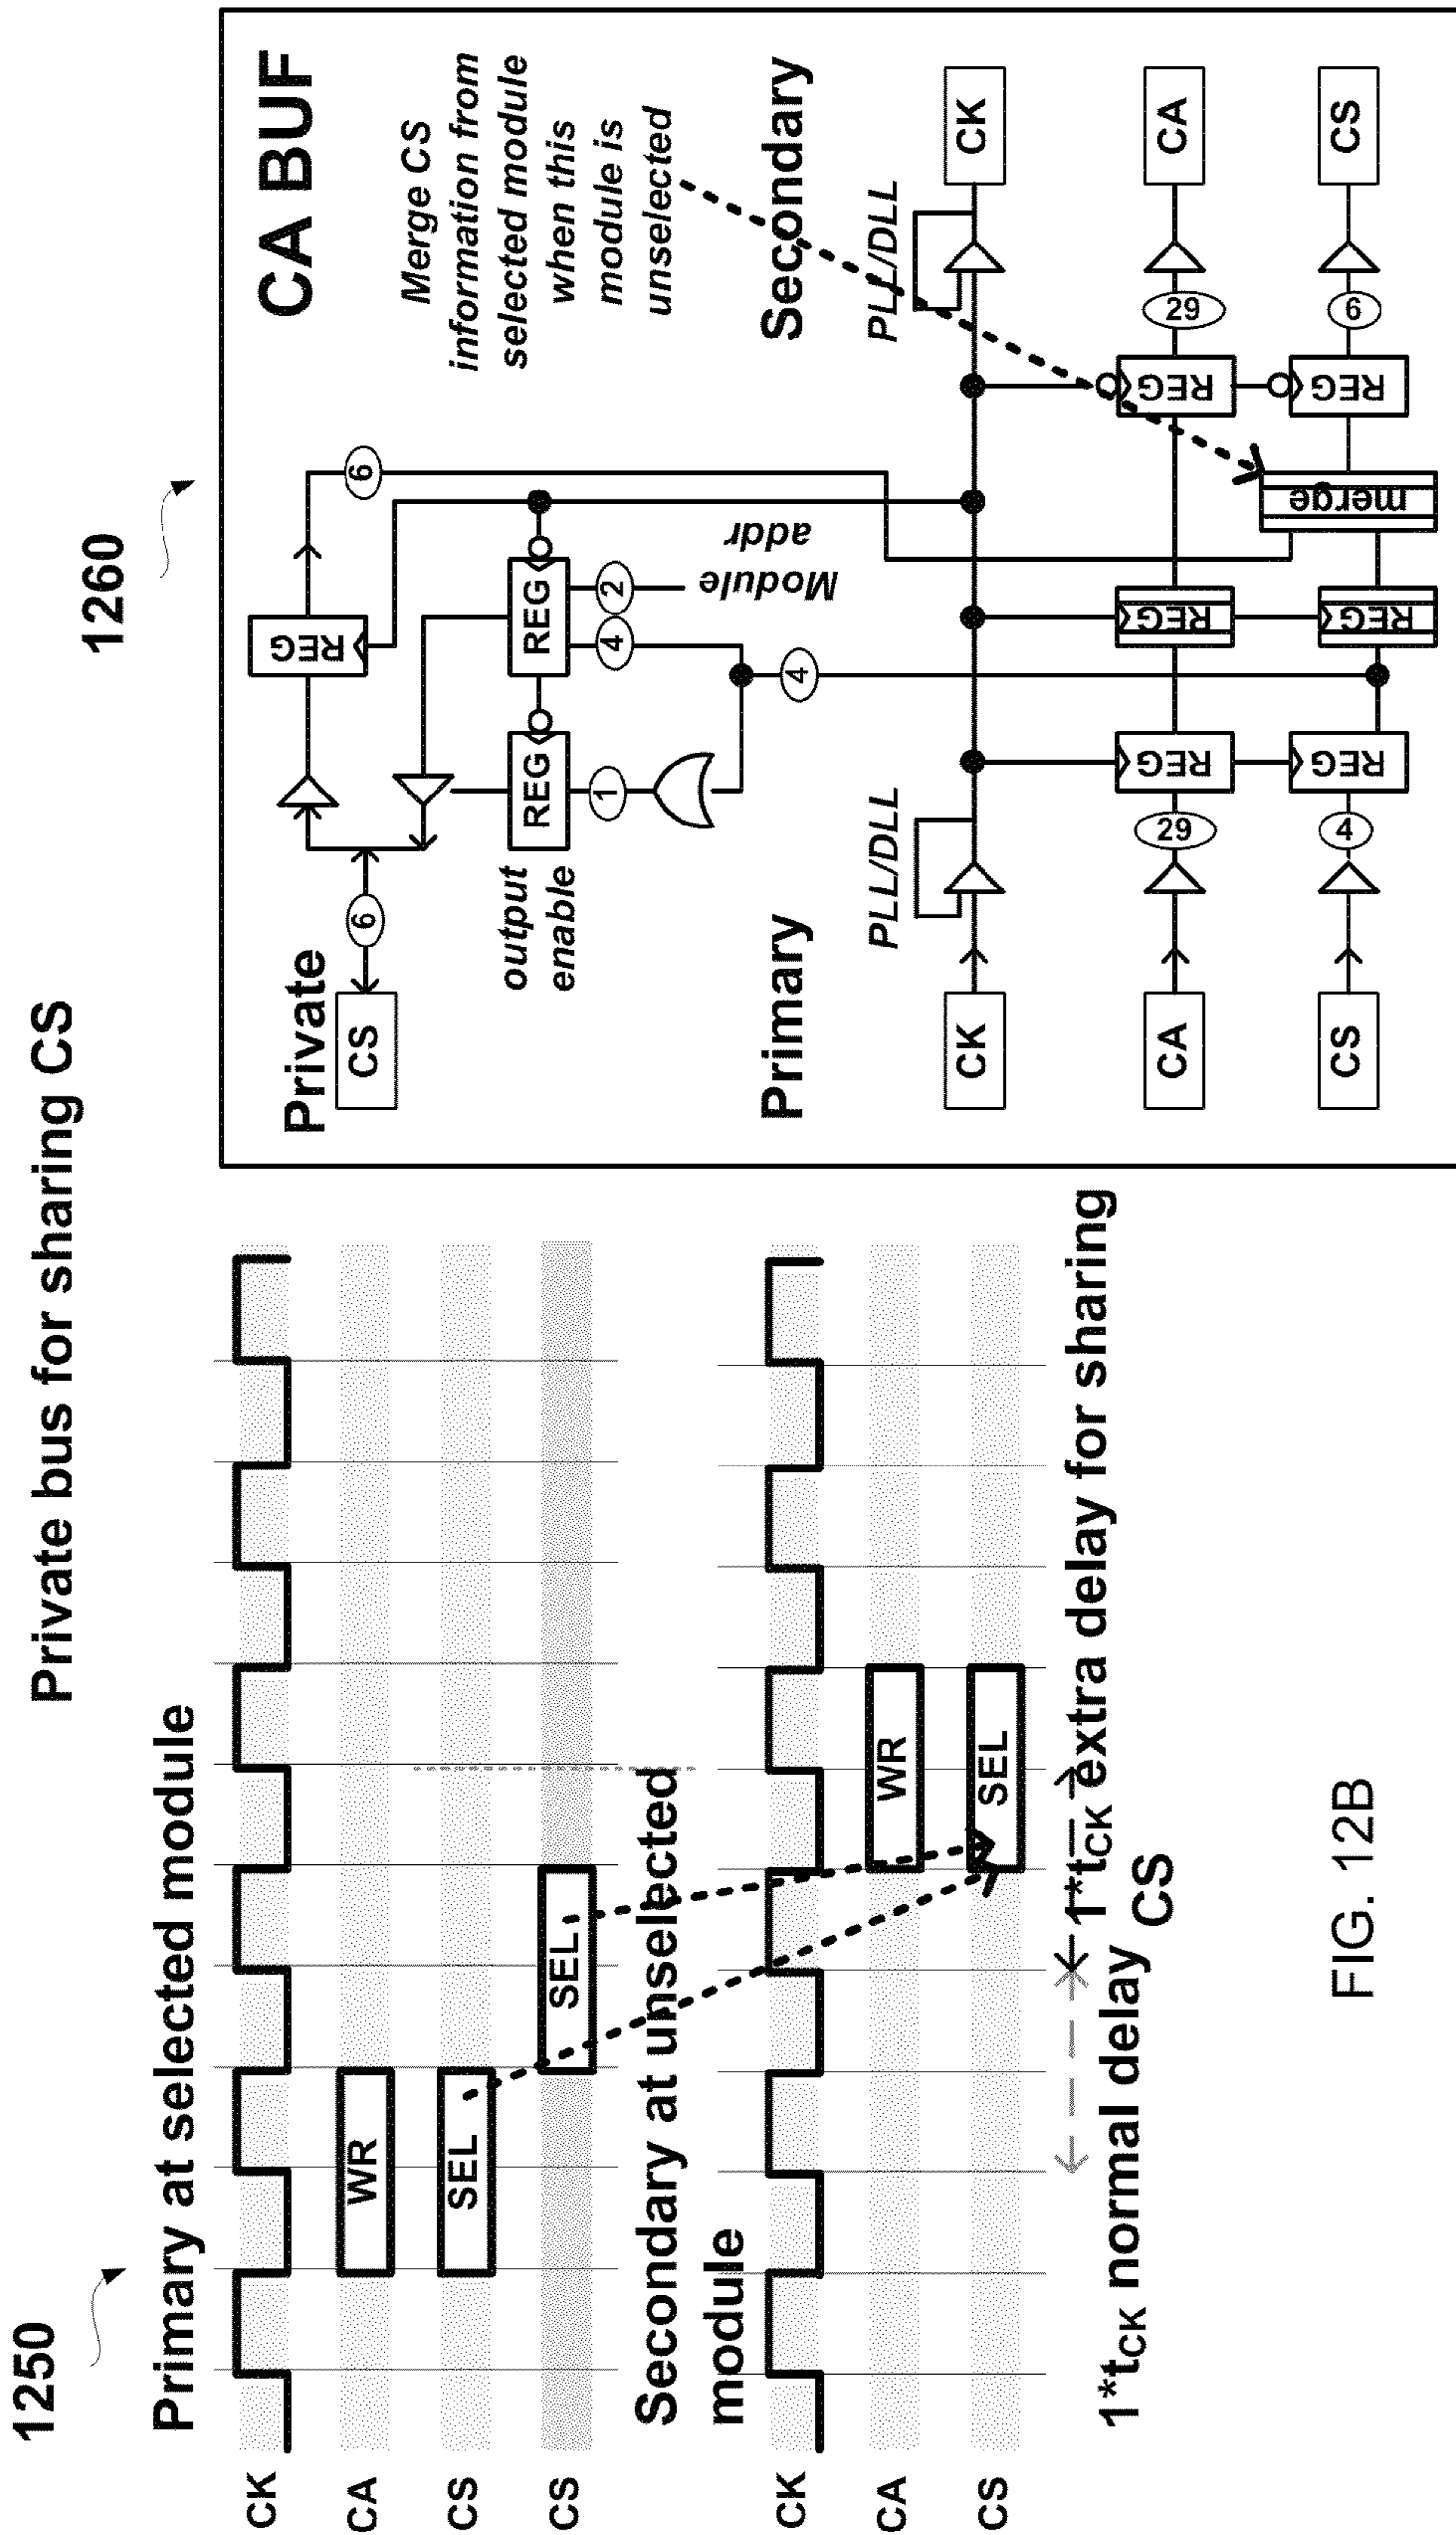 Private bus for sharing CS
1250
Primary at selected module
CK
CA
WR
CS
SEL
CS
SEL
Secondary at unselected
module
CK
CA
WR
CS
SEL
1*tCK normal delay
1*tCK extra delay for sharing
CS
1260
CA BUF
Private
CS
6
output
enable
REG
6
REG
REG
1
4
2
Module
addr
4
Merge CS
information from
selected module
when this
module is
unselected
Primary
Secondary
PLL/DLL
PLL/DLL
CK
CK
CA
29
REG
REG
REG
29
CA
CS
4
REG
REG
merge
REG
6
CS
FIG. 12B